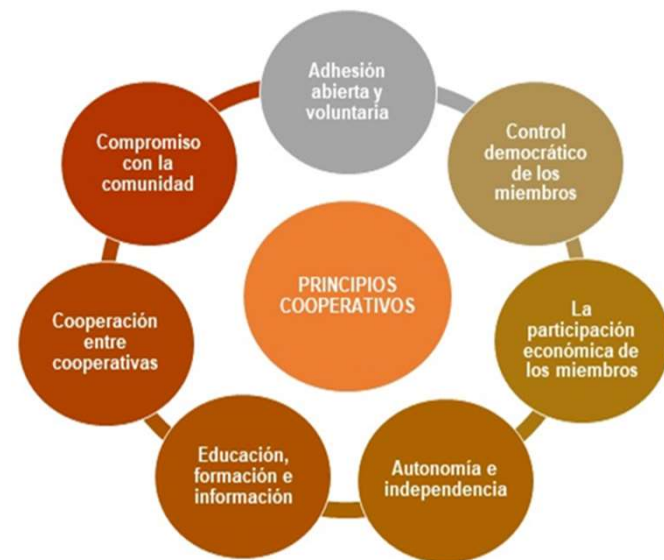 Adhesión
abierta y
voluntaria
Control
democrático
de los
miembros
La
participación
económica de
los miembros
Autonomía e
independencia
Educación,
formación e
información
Cooperación
entre
cooperativas
Compromiso
con la
comunidad
PRINCIPIOS
COOPERATIVOS